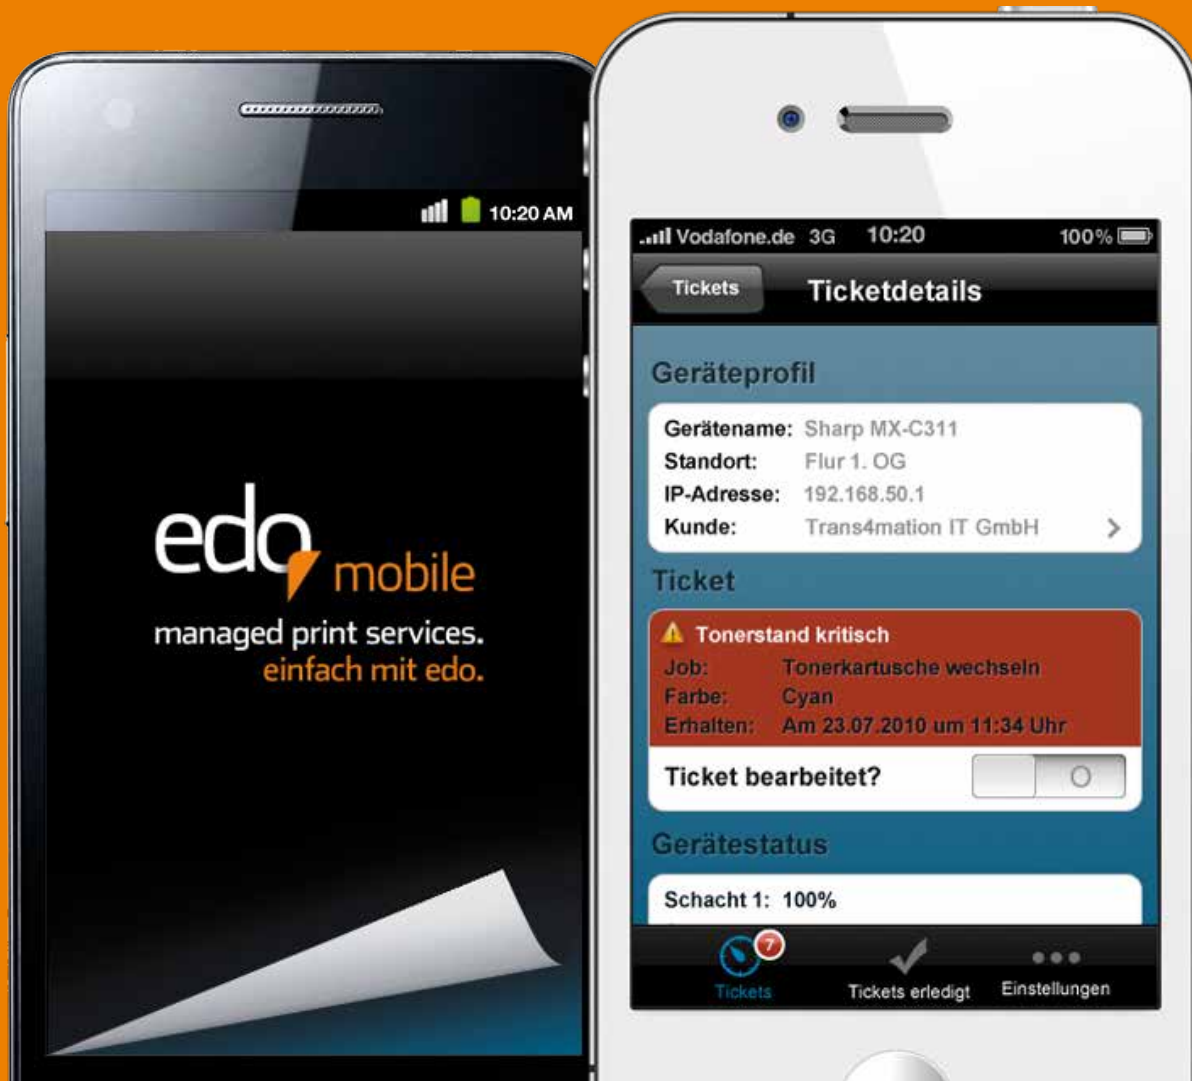 10:20 AM
edo mobile
managed print services.
einfach mit edo.
Vodafone.de 3G 10:20 100%
Tickets Ticketdetails
Geräteprofil
Gerätename: Sharp MX-C311
Standort: Flur 1. OG
IP-Adresse: 192.168.50.1
Kunde: Trans4mation IT GmbH
Ticket
Tonerstand kritisch
Job: Tonerkartusche wechseln
Farbe: Cyan
Erhalten: Am 23.07.2010 um 11:34 Uhr
Ticket bearbeitet?
Gerätestatus
Schacht 1: 100%
7
Tickets Tickets erledigt Einstellungen